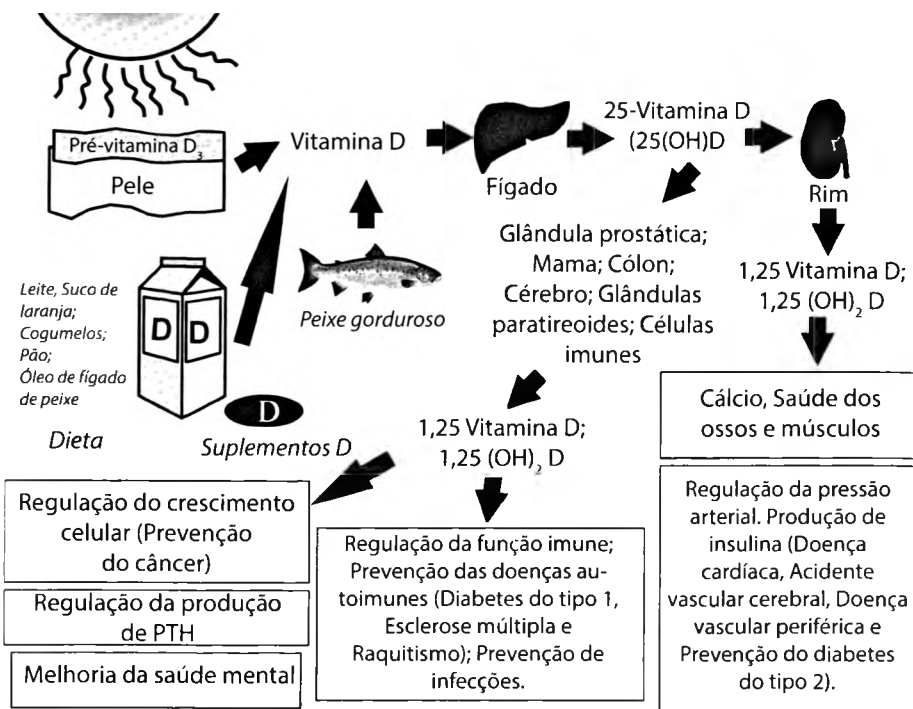 Pré-vitamina D₃
Pele
Vitamina D
Fígado
25-Vitamina D
(25(OH)D
Rim
Leite, Suco de
laranja;
Cogumelos;
Pão;
Óleo de fígado
de peixe
Dieta
D D
D
Suplementos D
Peixe gorduroso
Glândula prostática;
Mama; Cólon;
Cérebro; Glândulas
paratireoides; Células
imunes
1,25 Vitamina D;
1,25 (OH)₂ D
1,25 Vitamina D;
1,25 (OH)₂ D
Regulação do crescimento
celular (Prevenção
do câncer)
Regulação da produção
de PTH
Melhoria da saúde mental
Regulação da função imune;
Prevenção das doenças au-
toimunes (Diabetes do tipo 1,
Esclerose múltipla e
Raquitismo); Prevenção de
infecções.
Cálcio, Saúde dos
ossos e músculos
Regulação da pressão
arterial. Produção de
insulina (Doença
cardíaca, Acidente
vascular cerebral, Doença
vascular periférica e
Prevenção do diabetes
do tipo 2).